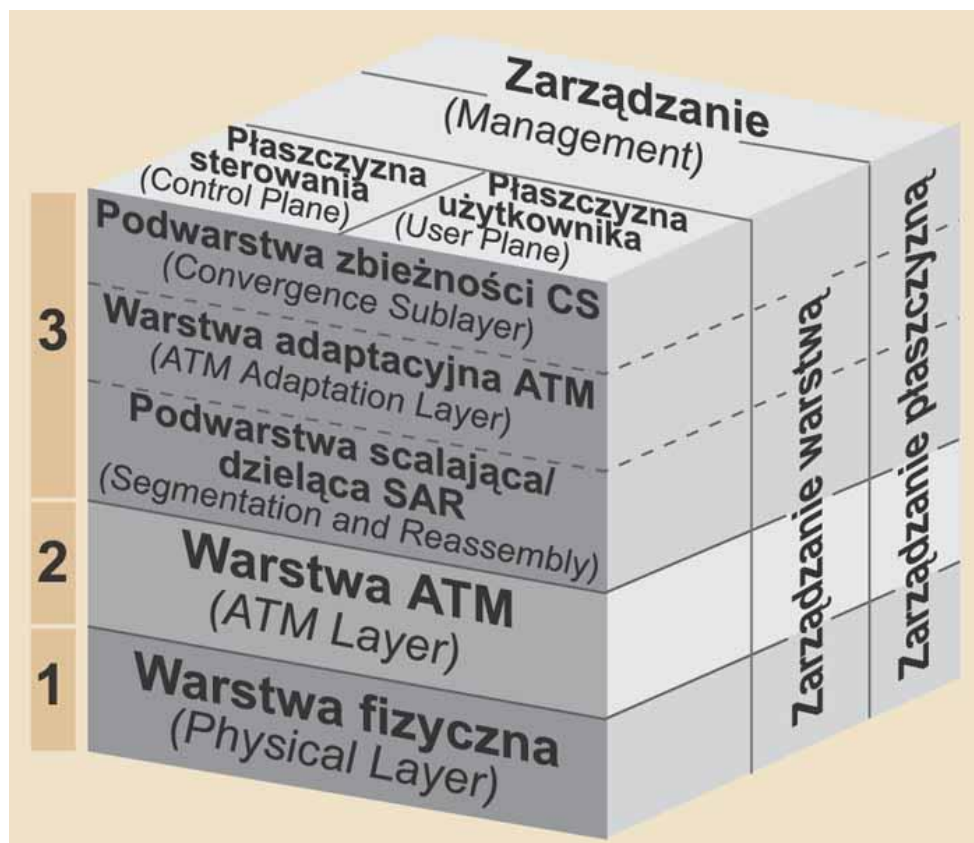 Zarządzanie
(Management)
Płaszczyzna
sterowania
(Control Plane)
Płaszczyzna
użytkownika
(User Plane)
3
Podwarstwa zbieżności CS
(Convergence Sublayer)
Warstwa adaptacyjna ATM
(ATM Adaptation Layer)
Podwarstwa scalająca/
dzieląca SAR
(Segmentation and Reassembly)
2
Warstwa ATM
(ATM Layer)
1
Warstwa fizyczna
(Physical Layer)
Zarządzanie warstwą
Zarządzanie płaszczyzną